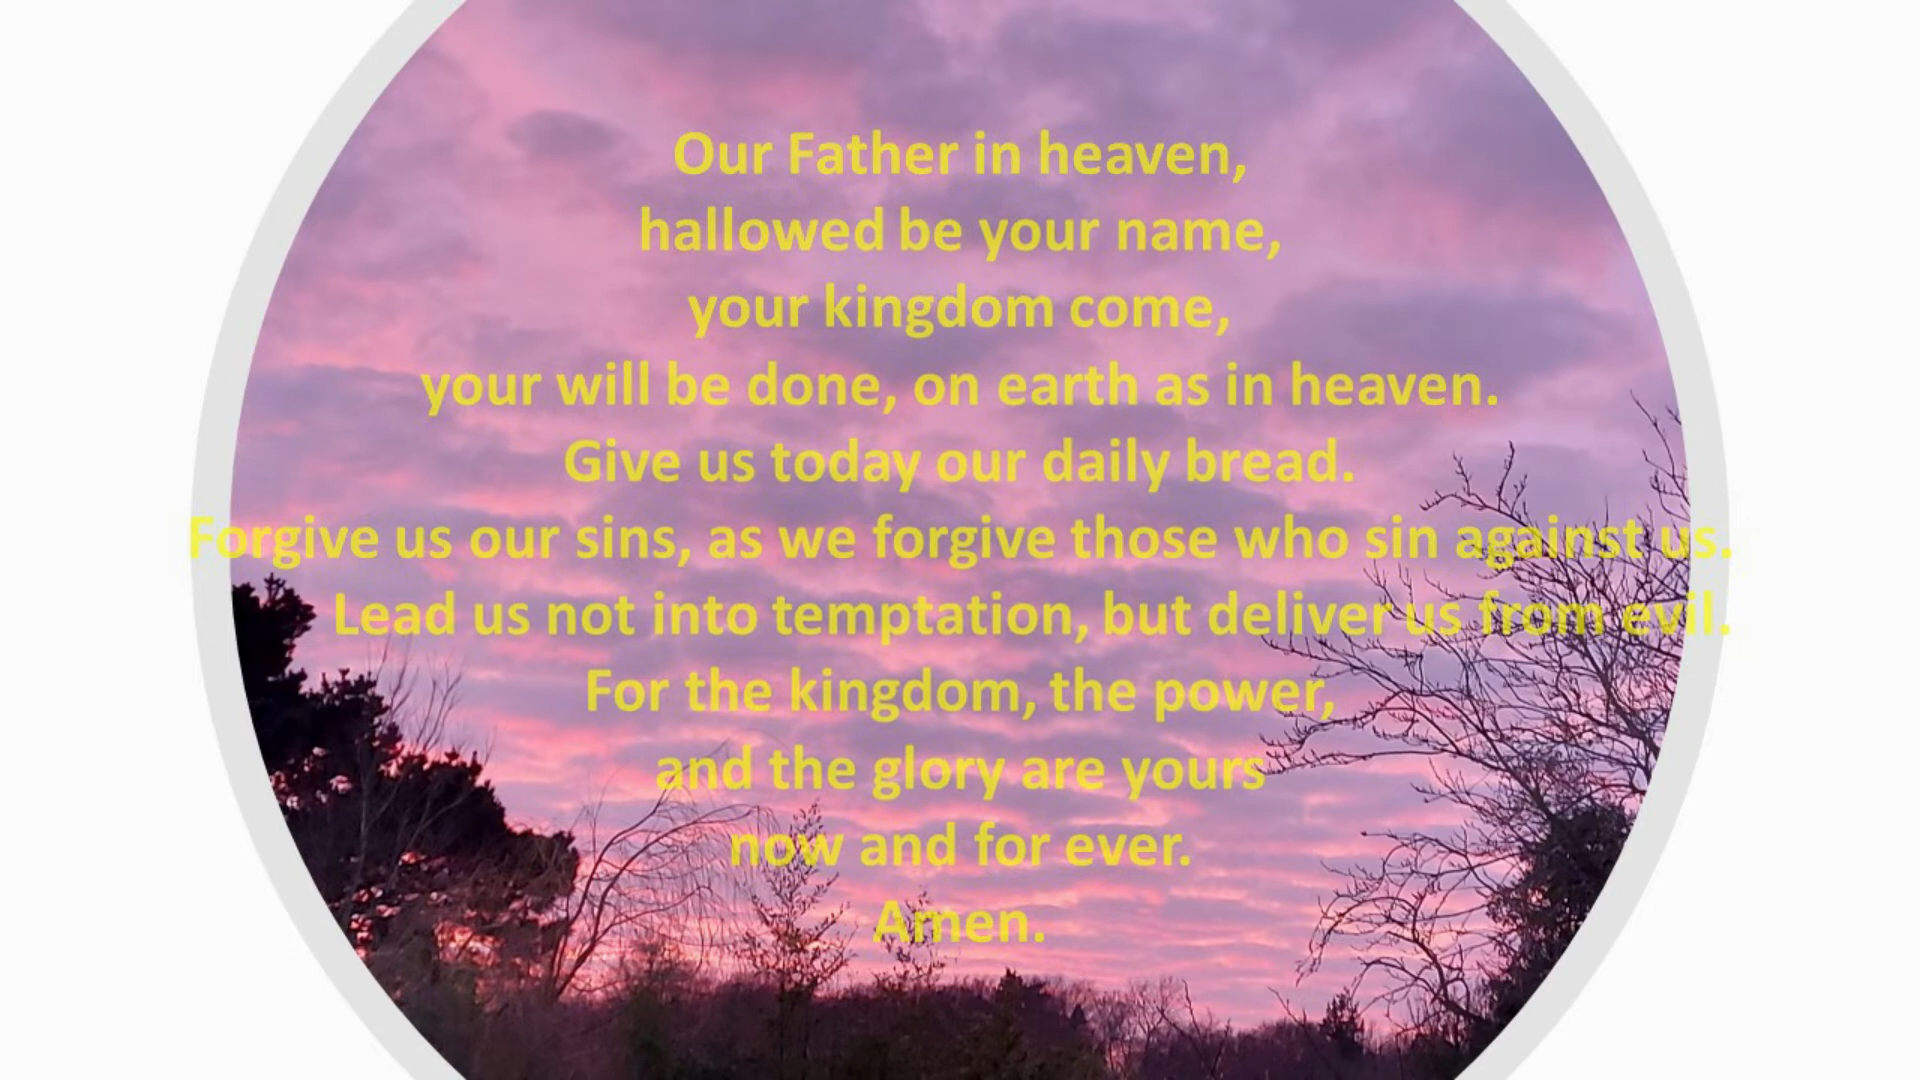 Our Father in heaven,
hallowed be your name,
your kingdom come,
your will be done, on earth as in heaven.
Give us today our daily bread.
Forgive us our sins, as we forgive those who sin against us.
Lead us not into temptation, but deliver us from evil.
For the kingdom, the power,
and the glory are yours
now and for ever.
Amen.